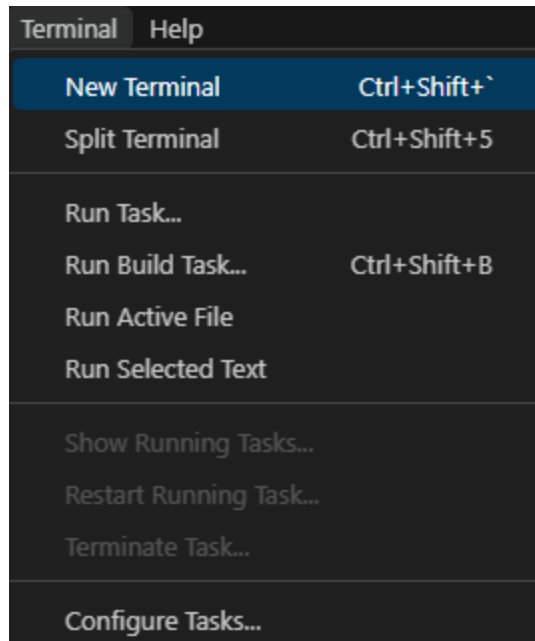 Terminal Help
New Terminal Ctrl+Shift+`
Split Terminal Ctrl+Shift+5
Run Task...
Run Build Task... Ctrl+Shift+B
Run Active File
Run Selected Text
Show Running Tasks...
Restart Running Task...
Terminate Task...
Configure Tasks...